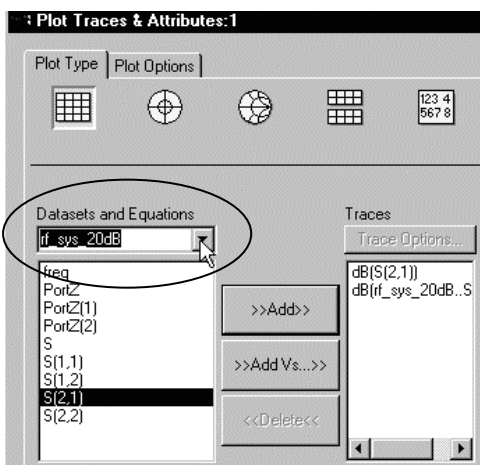 Plot Traces & Attributes:1
Plot Type
Plot Options
123 4
567 8
Datasets and Equations
rf_sys_20dB
freq
PortZ
PortZ(1)
PortZ(2)
S
S(1,1)
S(1,2)
S(2,1)
S(2,2)
>>Add>>
>>Add Vs...>>
<<Delete<<
Traces
Trace Options...
dB(S(2,1))
dB(rf_sys_20dB..S